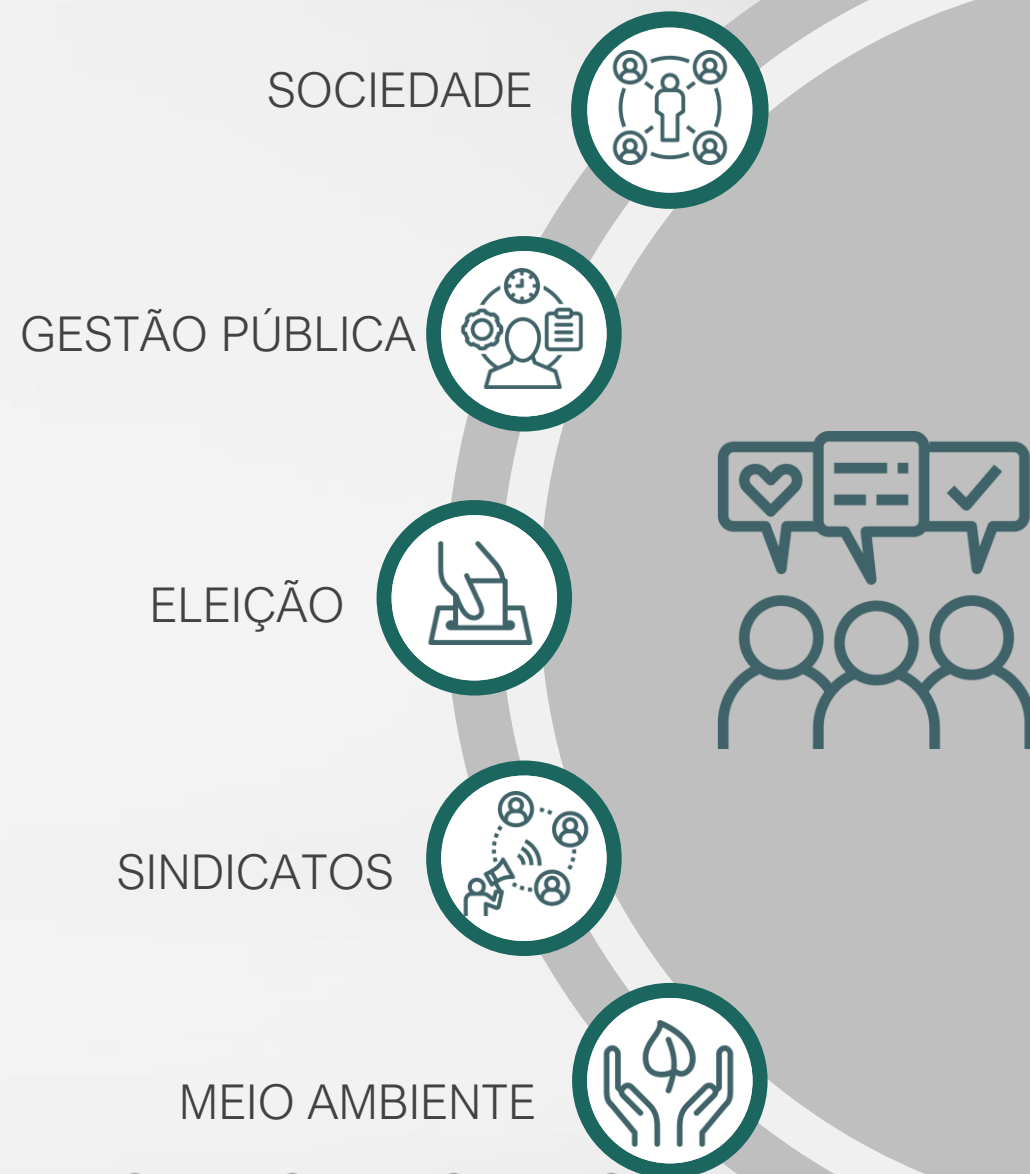 SOCIEDADE
GESTÃO PÚBLICA
ELEIÇÃO
SINDICATOS
MEIO AMBIENTE